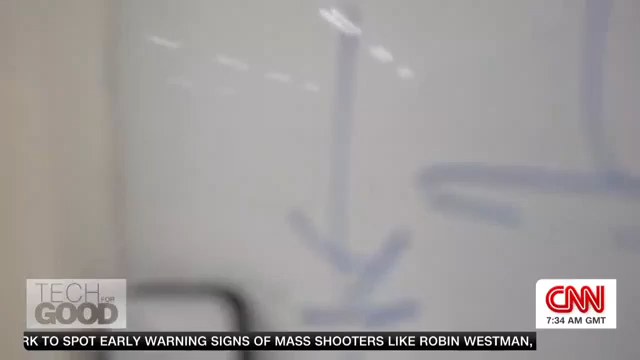 TECH FOR
GOOD
CNN
7:34 AM GMT
RK TO SPOT EARLY WARNING SIGNS OF MASS SHOOTERS LIKE ROBIN WESTMAN,